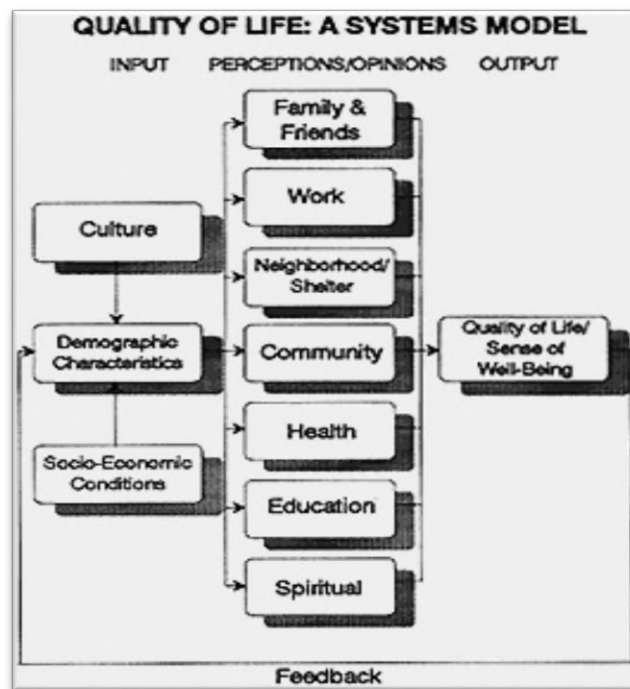 QUALITY OF LIFE: A SYSTEMS MODEL
INPUT PERCEPTIONS/OPINIONS OUTPUT
Family &
Friends
Work
Culture
Neighborhood/
Shelter
Demographic
Characteristics
Community
Quality of Life/
Sense of
Well-Being
Health
Socio-Economic
Conditions
Education
Spiritual
Feedback